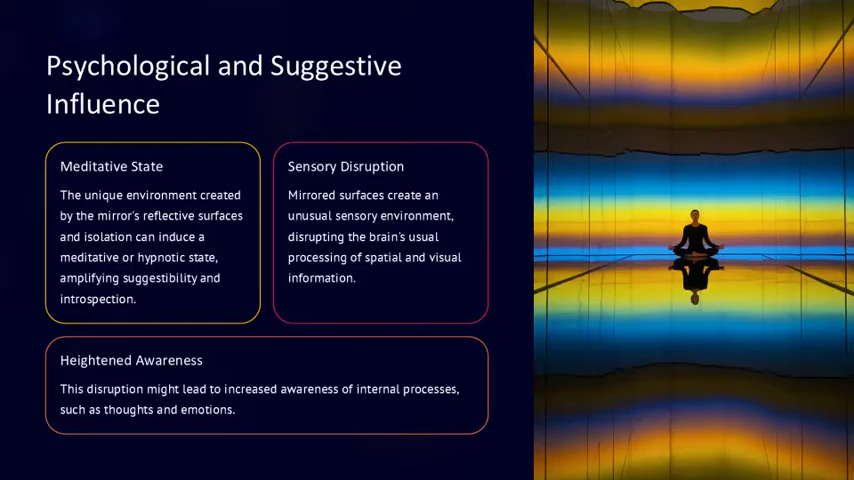 Psychological and Suggestive
Influence
Meditative State
The unique environment created
by the mirror's reflective surfaces
and isolation can induce a
meditative or hypnotic state,
amplifying suggestibility and
introspection.
Sensory Disruption
Mirrored surfaces create an
unusual sensory environment,
disrupting the brain's usual
processing of spatial and visual
information.
Heightened Awareness
This disruption might lead to increased awareness of internal processes,
such as thoughts and emotions.